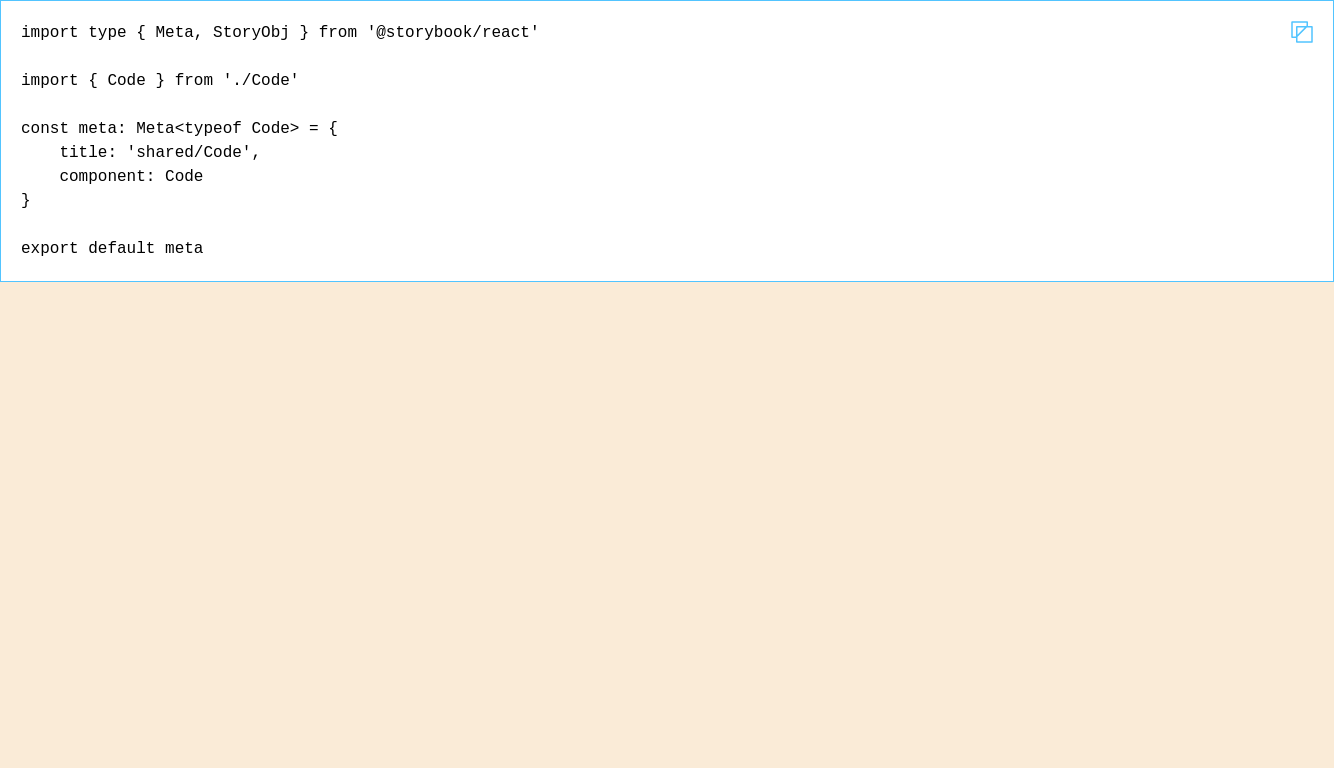 import type { Meta, StoryObj } from '@storybook/react'

import { Code } from './Code'

const meta: Meta<typeof Code> = {
    title: 'shared/Code',
    component: Code
}

export default meta